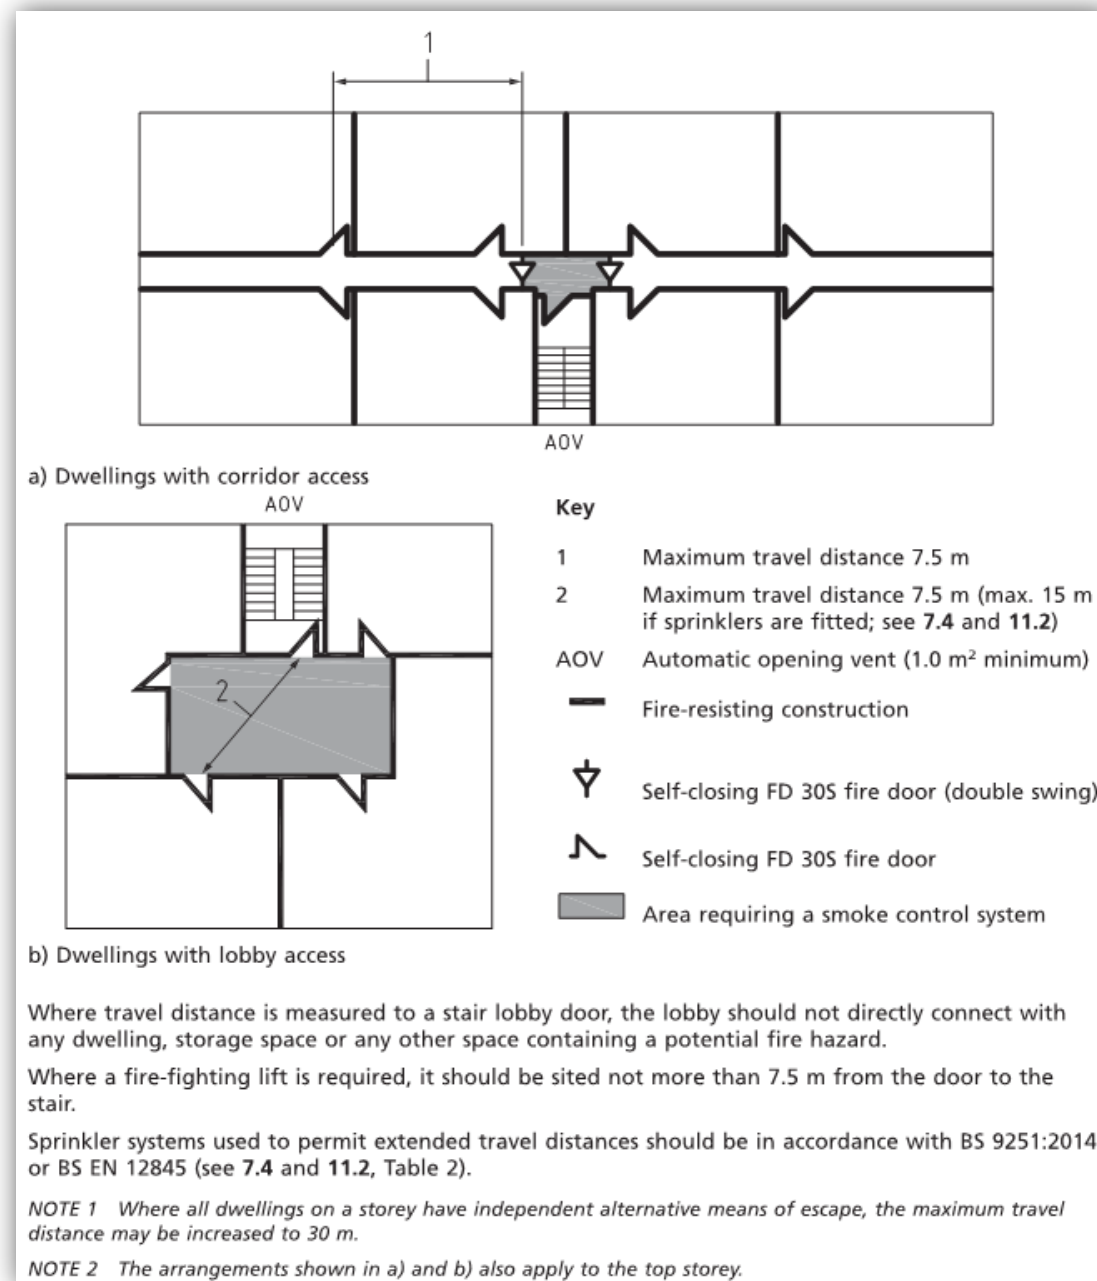 1
AOV
a) Dwellings with corridor access
AOV
2
b) Dwellings with lobby access
Key
1 Maximum travel distance 7.5 m
2 Maximum travel distance 7.5 m (max. 15 m
if sprinklers are fitted; see 7.4 and 11.2)
AOV Automatic opening vent (1.0 m² minimum)
Fire-resisting construction
Self-closing FD 30S fire door (double swing)
Self-closing FD 30S fire door
Area requiring a smoke control system
Where travel distance is measured to a stair lobby door, the lobby should not directly connect with
any dwelling, storage space or any other space containing a potential fire hazard.
Where a fire-fighting lift is required, it should be sited not more than 7.5 m from the door to the
stair.
Sprinkler systems used to permit extended travel distances should be in accordance with BS 9251:2014
or BS EN 12845 (see 7.4 and 11.2, Table 2).
NOTE 1 Where all dwellings on a storey have independent alternative means of escape, the maximum travel
distance may be increased to 30 m.
NOTE 2 The arrangements shown in a) and b) also apply to the top storey.